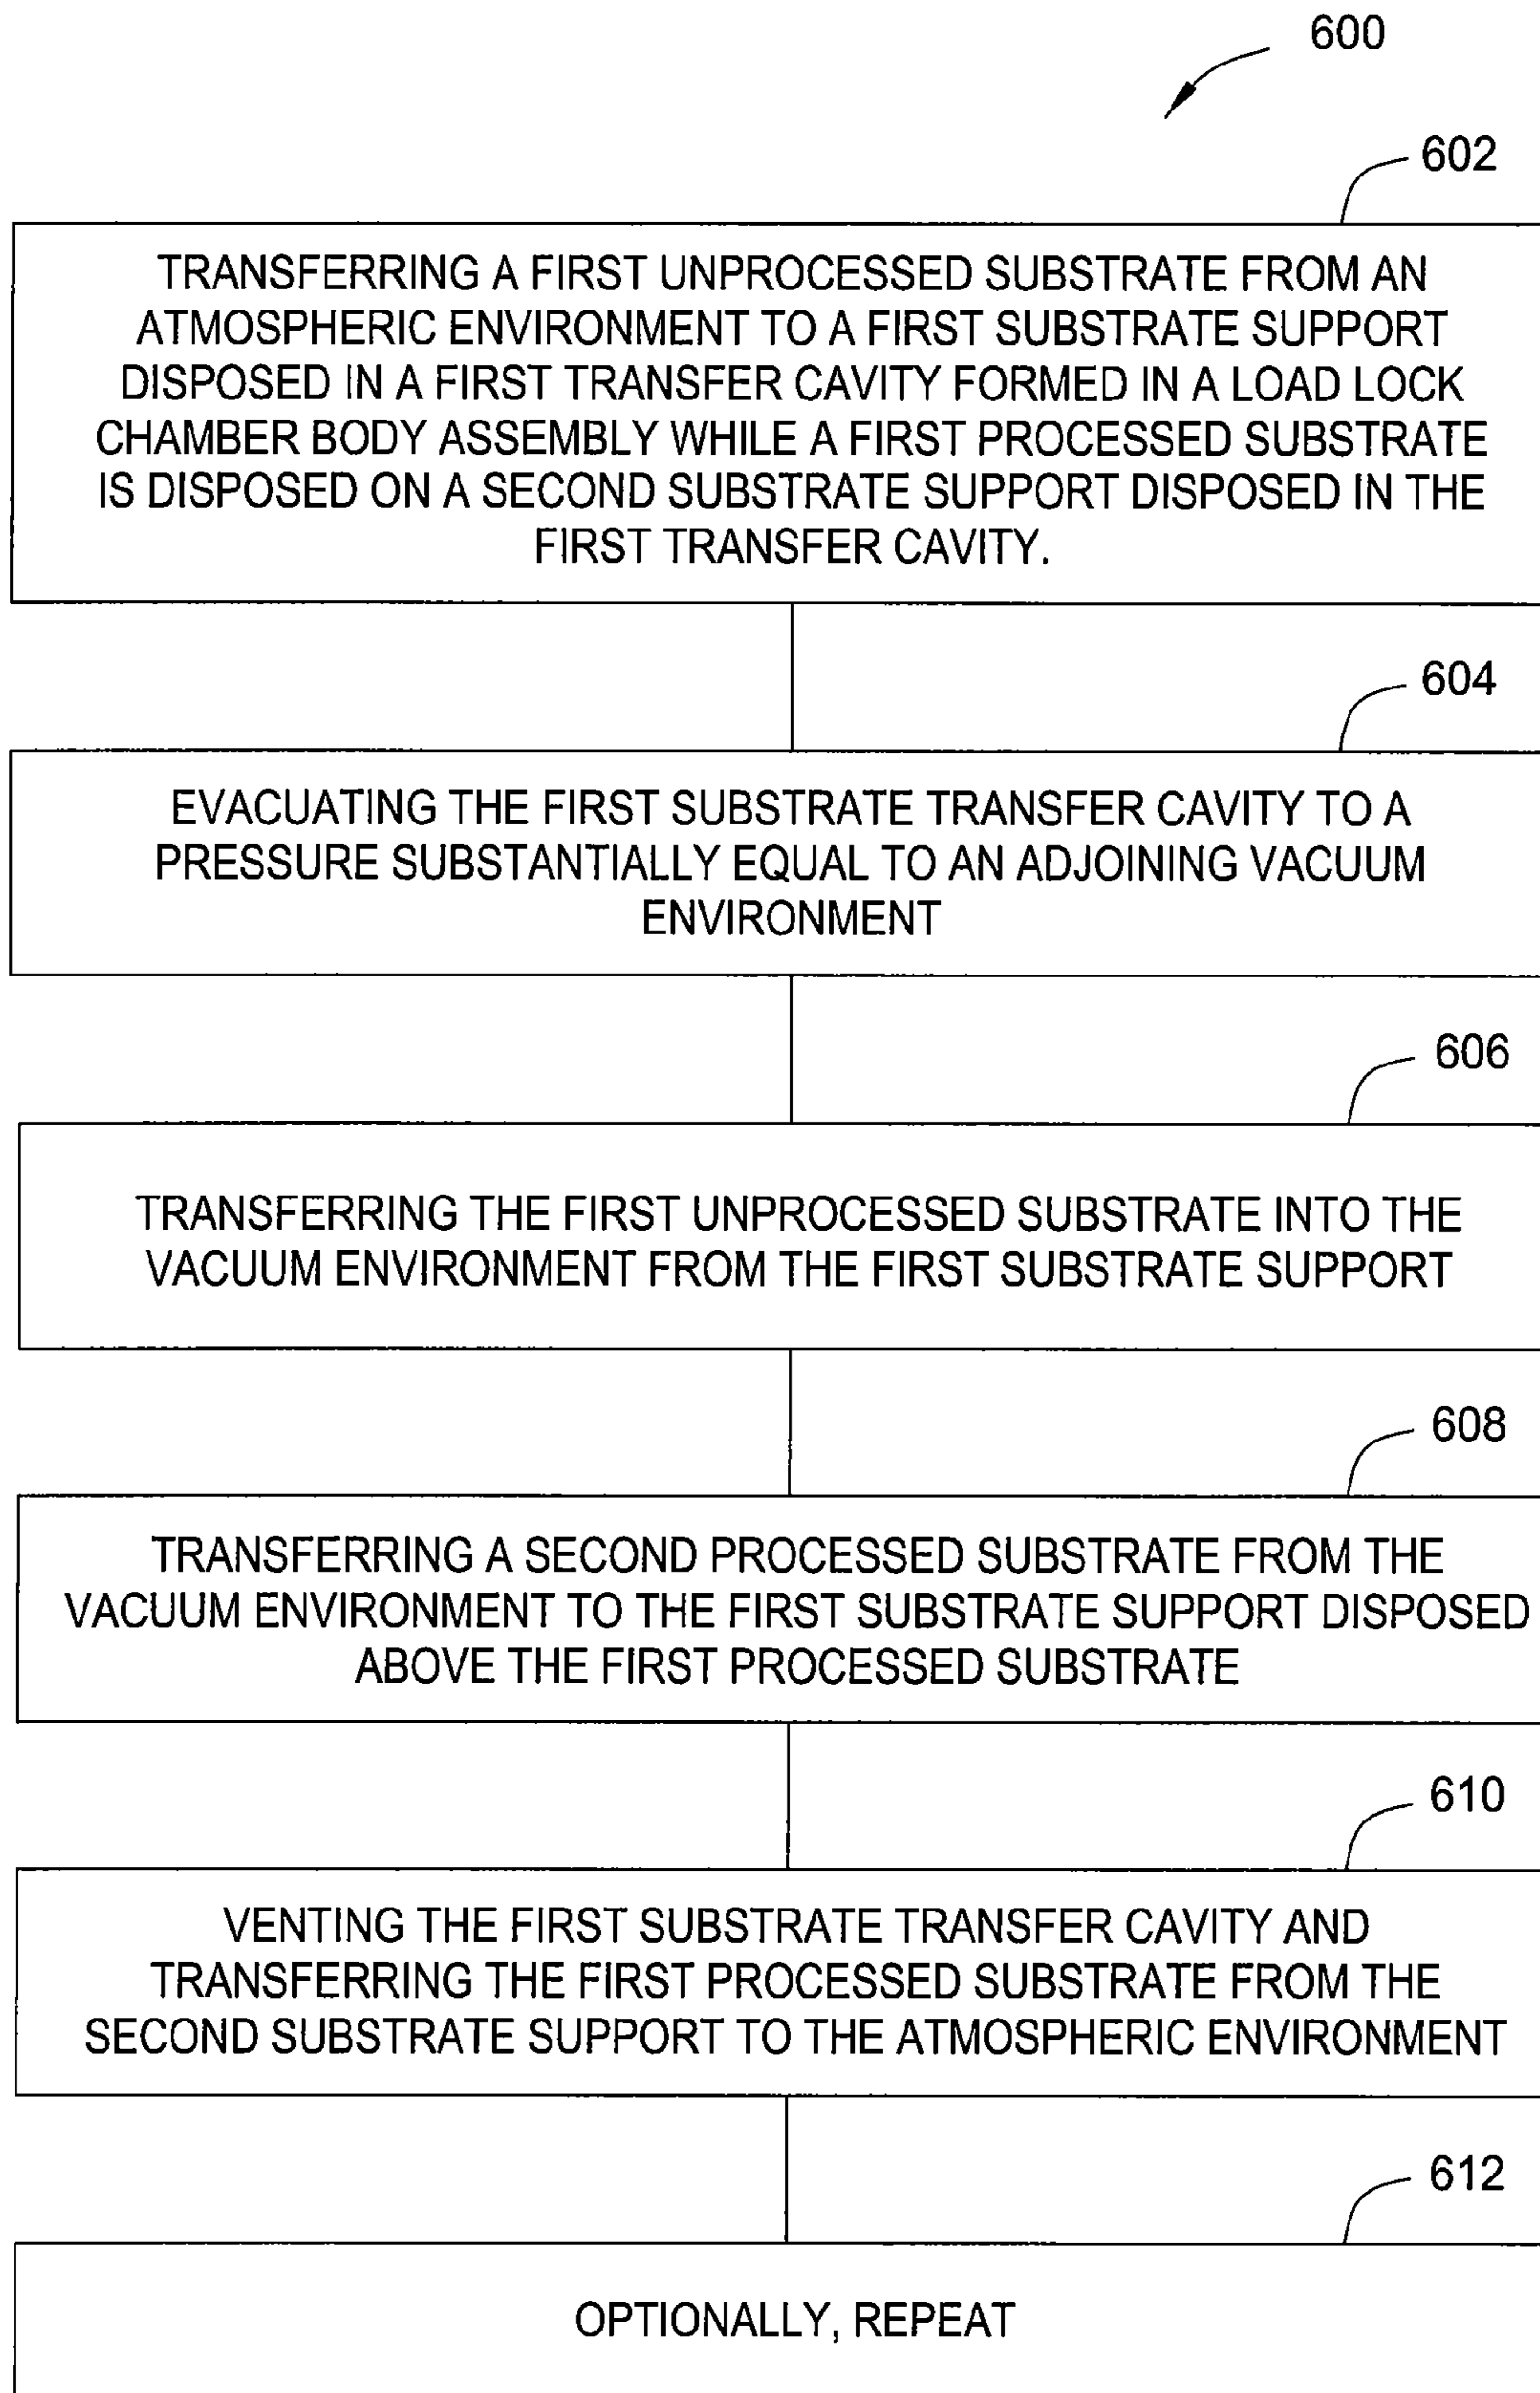 600
602
TRANSFERRING A FIRST UNPROCESSED SUBSTRATE FROM AN
ATMOSPHERIC ENVIRONMENT TO A FIRST SUBSTRATE SUPPORT
DISPOSED IN A FIRST TRANSFER CAVITY FORMED IN A LOAD LOCK
CHAMBER BODY ASSEMBLY WHILE A FIRST PROCESSED SUBSTRATE
IS DISPOSED ON A SECOND SUBSTRATE SUPPORT DISPOSED IN THE
FIRST TRANSFER CAVITY.
604
EVACUATING THE FIRST SUBSTRATE TRANSFER CAVITY TO A
PRESSURE SUBSTANTIALLY EQUAL TO AN ADJOINING VACUUM
ENVIRONMENT
606
TRANSFERRING THE FIRST UNPROCESSED SUBSTRATE INTO THE
VACUUM ENVIRONMENT FROM THE FIRST SUBSTRATE SUPPORT
608
TRANSFERRING A SECOND PROCESSED SUBSTRATE FROM THE
VACUUM ENVIRONMENT TO THE FIRST SUBSTRATE SUPPORT DISPOSED
ABOVE THE FIRST PROCESSED SUBSTRATE
610
VENTING THE FIRST SUBSTRATE TRANSFER CAVITY AND
TRANSFERRING THE FIRST PROCESSED SUBSTRATE FROM THE
SECOND SUBSTRATE SUPPORT TO THE ATMOSPHERIC ENVIRONMENT
612
OPTIONALLY, REPEAT